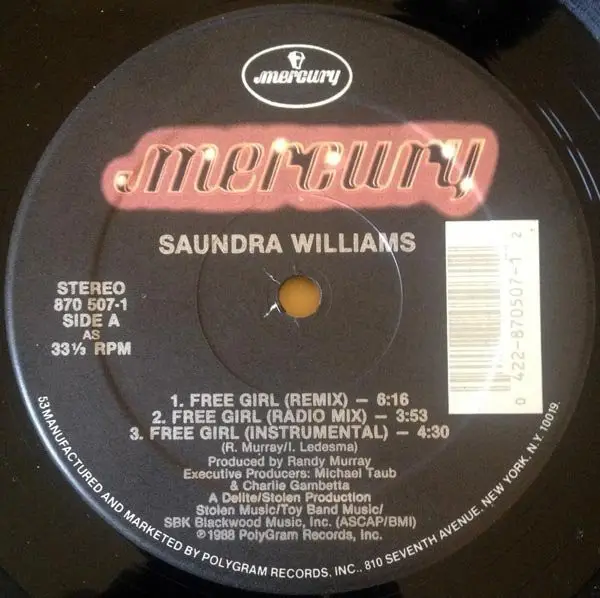 mercury
mercury
SAUNDRA WILLIAMS
STEREO
870 507-1
SIDE A
AS
33⅓ RPM
0 422-870507-1 2
1. FREE GIRL (REMIX) — 6:16
2. FREE GIRL (RADIO MIX) — 3:53
3. FREE GIRL (INSTRUMENTAL) — 4:30
(R. Murray/I. Ledesma)
Produced by Randy Murray
Executive Producers: Michael Taub
& Charlie Gambetta
A Delite/Stolen Production
Stolen Music/Toy Band Music/
SBK Blackwood Music, Inc. (ASCAP/BMI)
℗1988 PolyGram Records, Inc.
53 MANUFACTURED AND MARKETED BY POLYGRAM RECORDS, INC., 810 SEVENTH AVENUE, NEW YORK, N.Y. 10019.